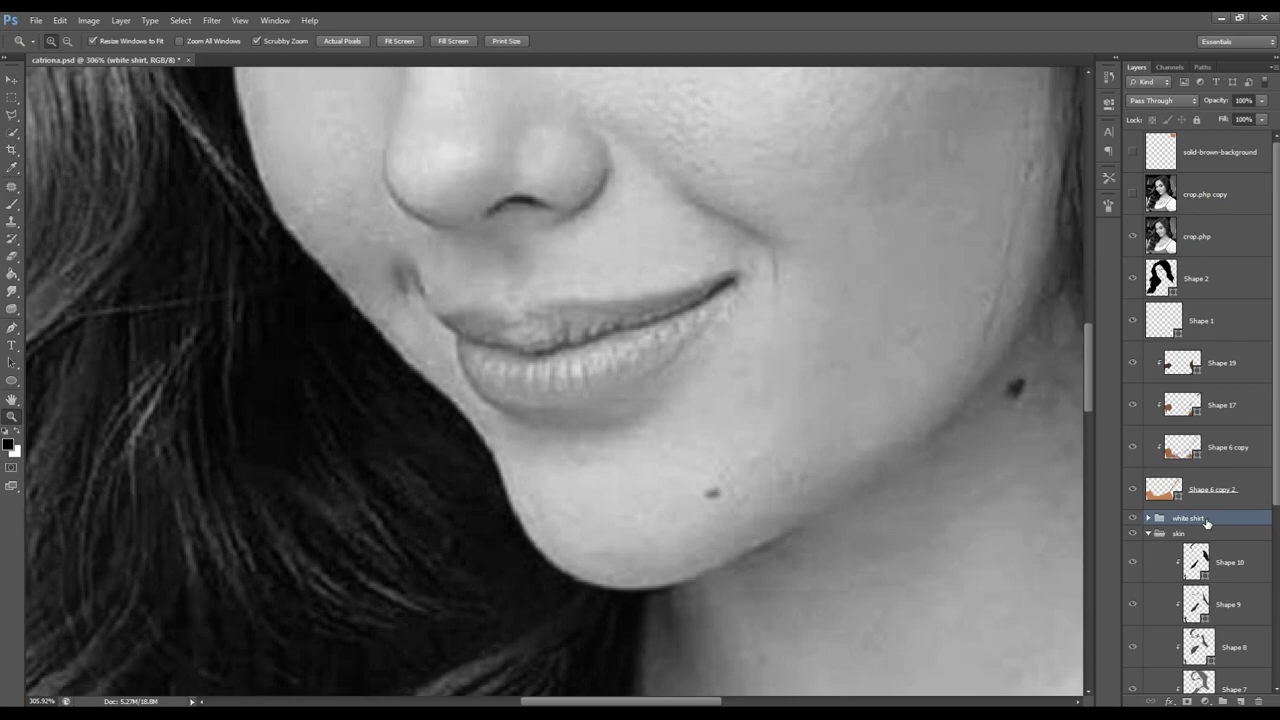 Ps File Edit Image Layer Type Select Filter View Window Help
Resize Windows to Fit Zoom All Windows Scrubby Zoom Actual Pixels Fit Screen Fill Screen Print Size Essentials
catriona.psd @ 306% (white shirt, RGB/8) *
Layers Channels Paths
Kind
Pass Through Opacity: 100%
Lock: Fill: 100%
solid-brown-background
crop.php copy
crop.php
Shape 2
Shape 1
Shape 19
Shape 17
Shape 6 copy
Shape 6 copy 2
white shirt
skin
Shape 10
Shape 9
Shape 8
Shape 7
305.92% Doc: 5.27M/18.8M